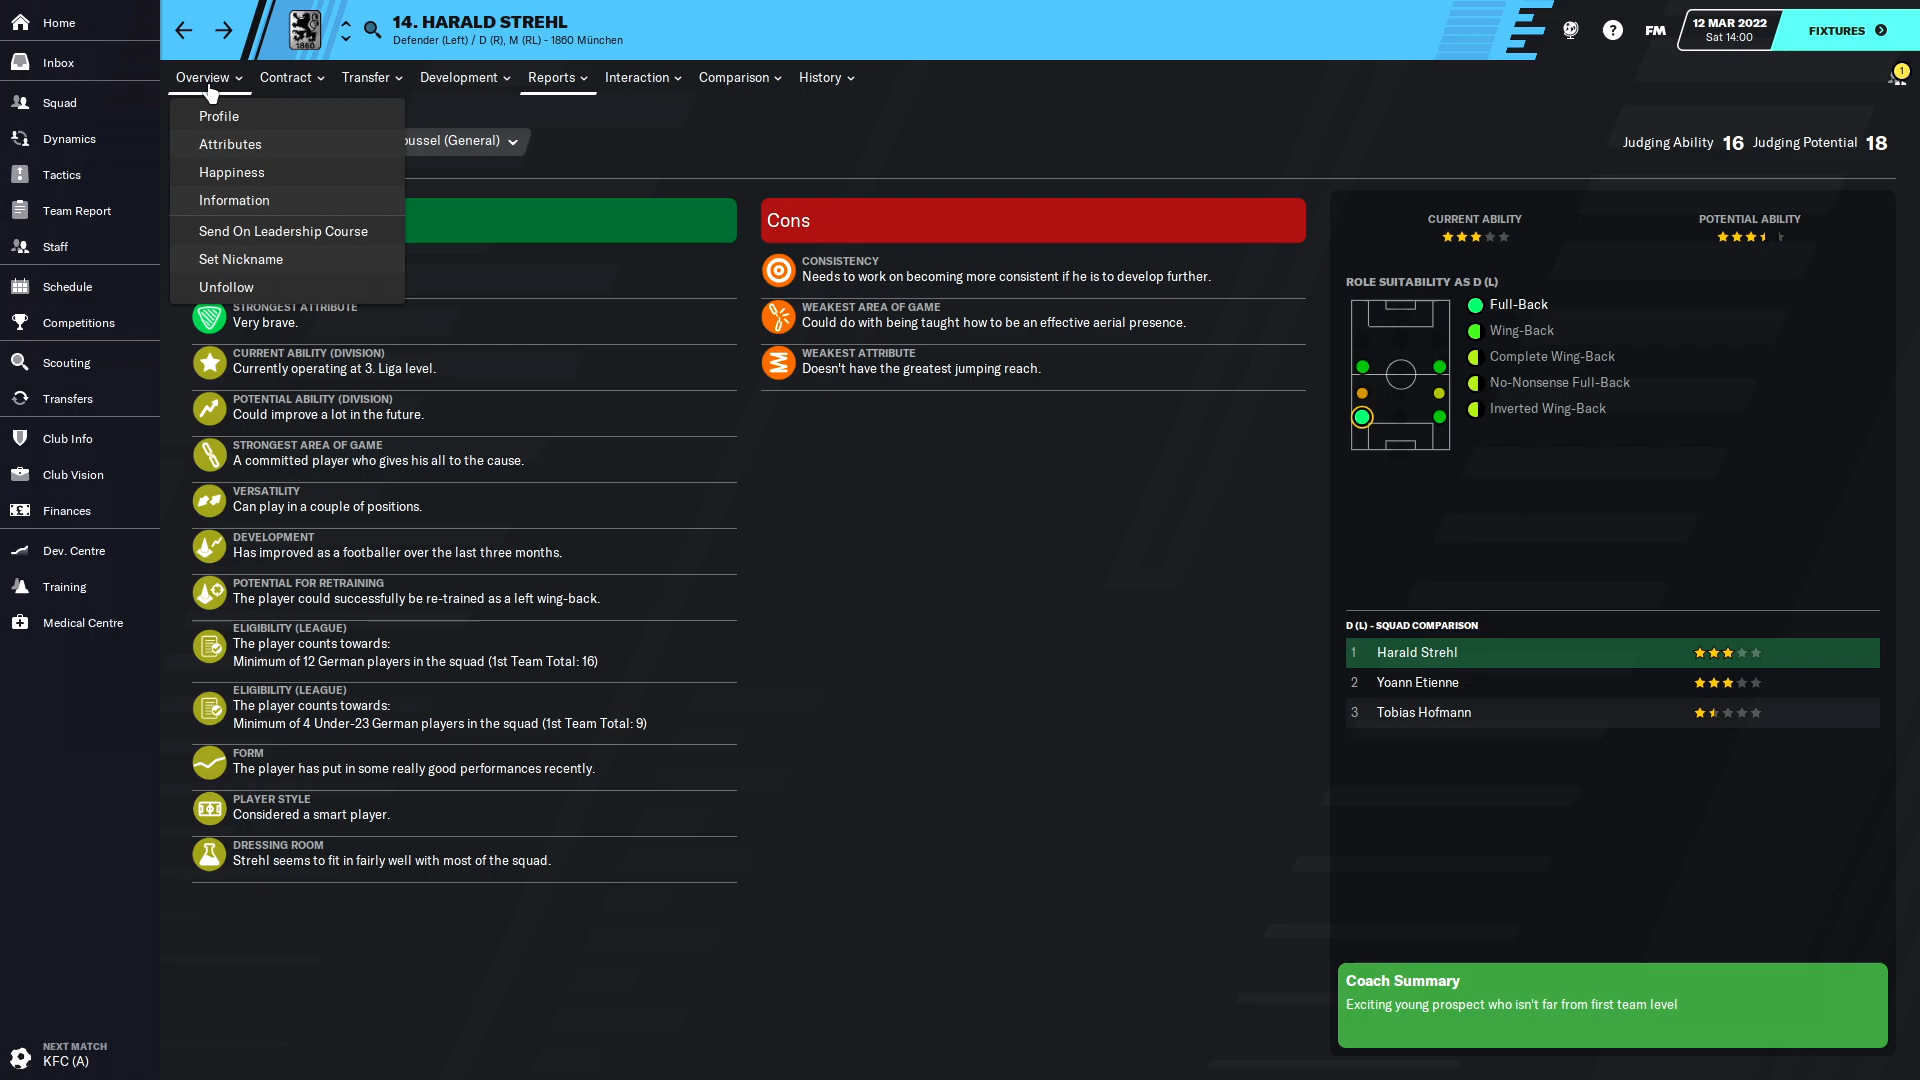 Home
Inbox
Squad
Dynamics
Tactics
Team Report
Staff
Schedule
Competitions
Scouting
Transfers
Club Info
Club Vision
Finances
Dev. Centre
Training
Medical Centre
NEXT MATCH
KFC (A)
1860
14. HARALD STREHL
Defender (Left) / D (R), M (RL) - 1860 München
?
FM
12 MAR 2022
Sat 14:00
FIXTURES
Overview
Contract
Transfer
Development
Reports
Interaction
Comparison
History
1
Profile
Attributes
Happiness
Information
Send On Leadership Course
Set Nickname
Unfollow
(General)
Judging Ability 16 Judging Potential 18
STRONGEST ATTRIBUTE
Very brave.
CURRENT ABILITY (DIVISION)
Currently operating at 3. Liga level.
POTENTIAL ABILITY (DIVISION)
Could improve a lot in the future.
STRONGEST AREA OF GAME
A committed player who gives his all to the cause.
VERSATILITY
Can play in a couple of positions.
DEVELOPMENT
Has improved as a footballer over the last three months.
POTENTIAL FOR RETRAINING
The player could successfully be re-trained as a left wing-back.
ELIGIBILITY (LEAGUE)
The player counts towards:
Minimum of 12 German players in the squad (1st Team Total: 16)
ELIGIBILITY (LEAGUE)
The player counts towards:
Minimum of 4 Under-23 German players in the squad (1st Team Total: 9)
FORM
The player has put in some really good performances recently.
PLAYER STYLE
Considered a smart player.
DRESSING ROOM
Strehl seems to fit in fairly well with most of the squad.
Cons
CONSISTENCY
Needs to work on becoming more consistent if he is to develop further.
WEAKEST AREA OF GAME
Could do with being taught how to be an effective aerial presence.
WEAKEST ATTRIBUTE
Doesn't have the greatest jumping reach.
CURRENT ABILITY
POTENTIAL ABILITY
ROLE SUITABILITY AS D (L)
Full-Back
Wing-Back
Complete Wing-Back
No-Nonsense Full-Back
Inverted Wing-Back
D (L) - SQUAD COMPARISON
1 Harald Strehl
2 Yoann Etienne
3 Tobias Hofmann
Coach Summary
Exciting young prospect who isn't far from first team level